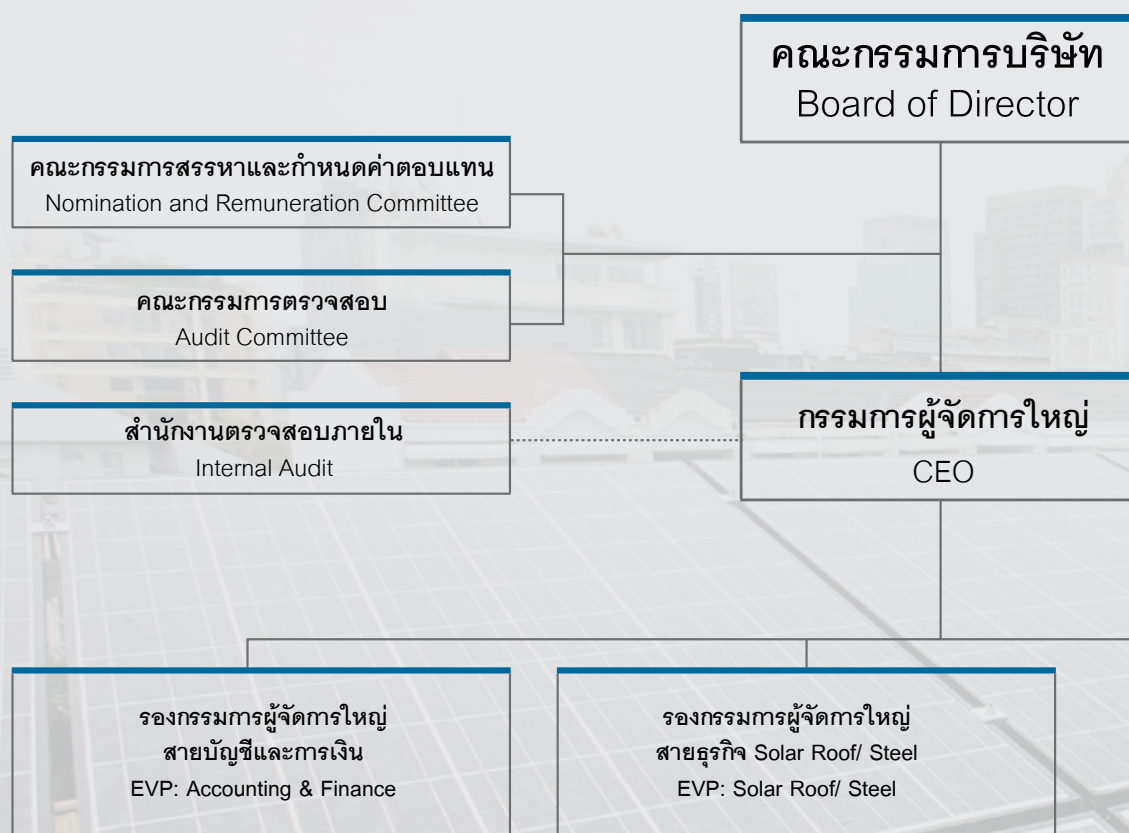 คณะกรรมการบริษัท
Board of Director
คณะกรรมการสรรหาและกำหนดค่าตอบแทน
Nomination and Remuneration Committee
คณะกรรมการตรวจสอบ
Audit Committee
สำนักงานตรวจสอบภายใน
Internal Audit
กรรมการผู้จัดการใหญ่
CEO
รองกรรมการผู้จัดการใหญ่
สายบัญชีและการเงิน
EVP: Accounting & Finance
รองกรรมการผู้จัดการใหญ่
สายธุรกิจ Solar Roof/ Steel
EVP: Solar Roof/ Steel